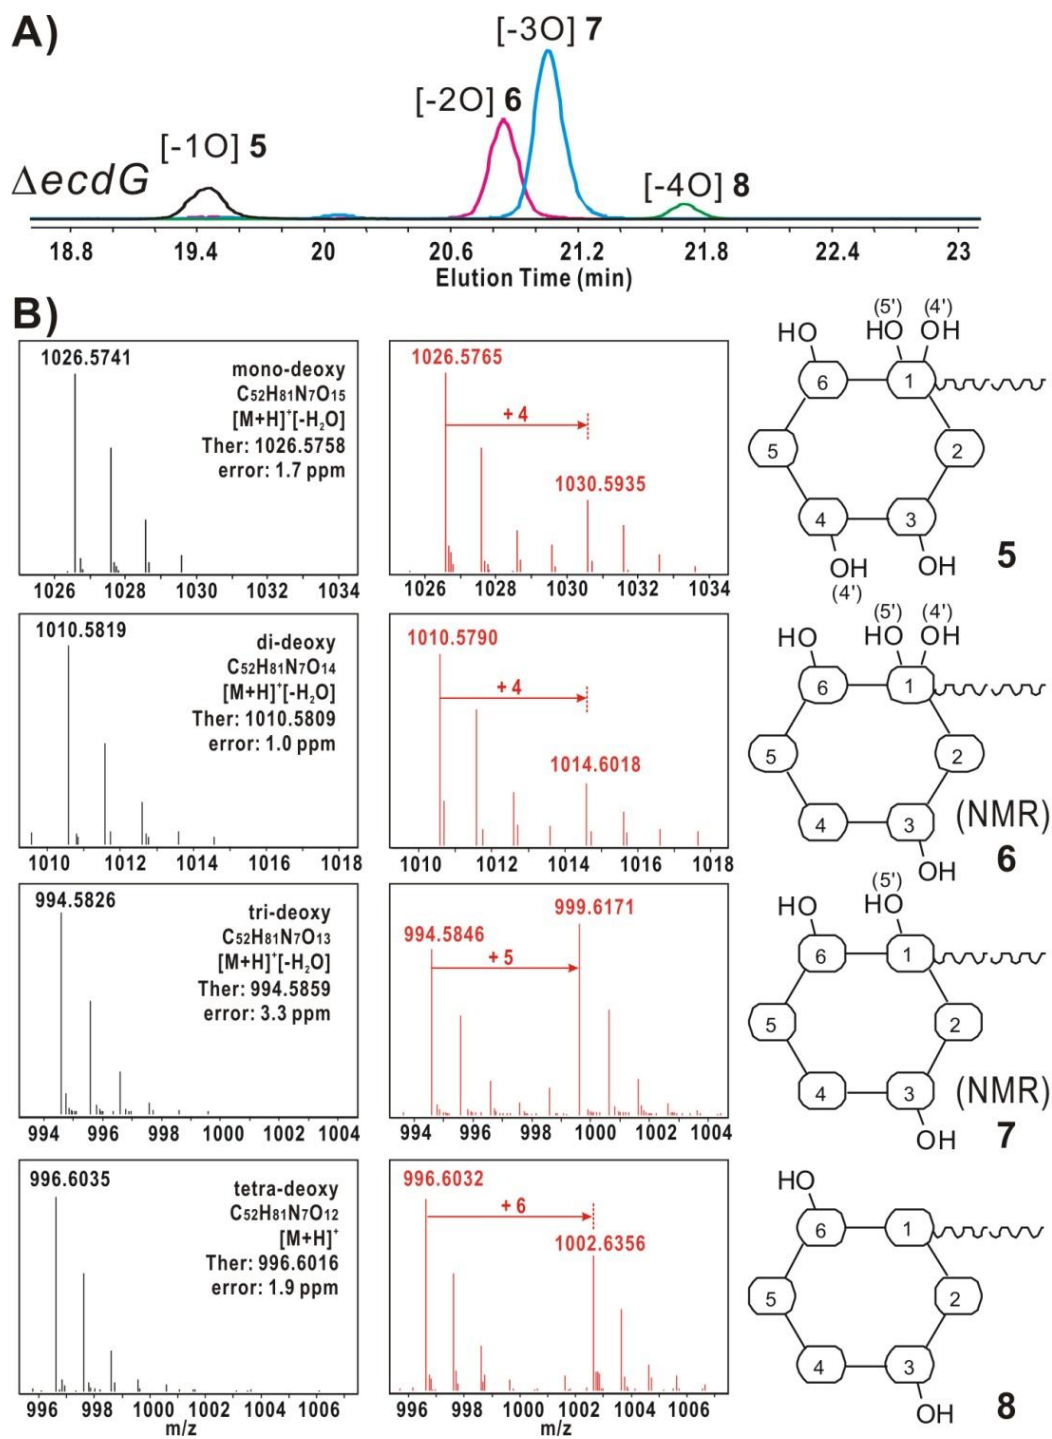 A)
[-3O] 7
[-2O] 6
[-1O] 5
[-4O] 8
ΔecdG
18.8 19.4 20 20.6 21.2 21.8 22.4 23
Elution Time (min)
B)
1026.5741
mono-deoxy
C52H81N7O15
[M+H]+[-H2O]
Ther: 1026.5758
error: 1.7 ppm
1026 1028 1030 1032 1034
1026.5765
+ 4
1030.5935
1026 1028 1030 1032 1034
(5') (4')
HO HO OH
6 1
5 2
4 3
OH OH
(4')
5
1010.5819
di-deoxy
C52H81N7O14
[M+H]+[-H2O]
Ther: 1010.5809
error: 1.0 ppm
1010 1012 1014 1016 1018
1010.5790
+ 4
1014.6018
1010 1012 1014 1016 1018
(5') (4')
HO HO OH
6 1
5 2
4 3
OH
(NMR)
6
994.5826
tri-deoxy
C52H81N7O13
[M+H]+[-H2O]
Ther: 994.5859
error: 3.3 ppm
994 996 998 1000 1002 1004
994.5846
+ 5
999.6171
994 996 998 1000 1002 1004
(5')
HO HO
6 1
5 2
4 3
OH
(NMR)
7
996.6035
tetra-deoxy
C52H81N7O12
[M+H]+
Ther: 996.6016
error: 1.9 ppm
996 998 1000 1002 1004 1006
m/z
996.6032
+ 6
1002.6356
996 998 1000 1002 1004 1006
m/z
HO
6 1
5 2
4 3
OH
8